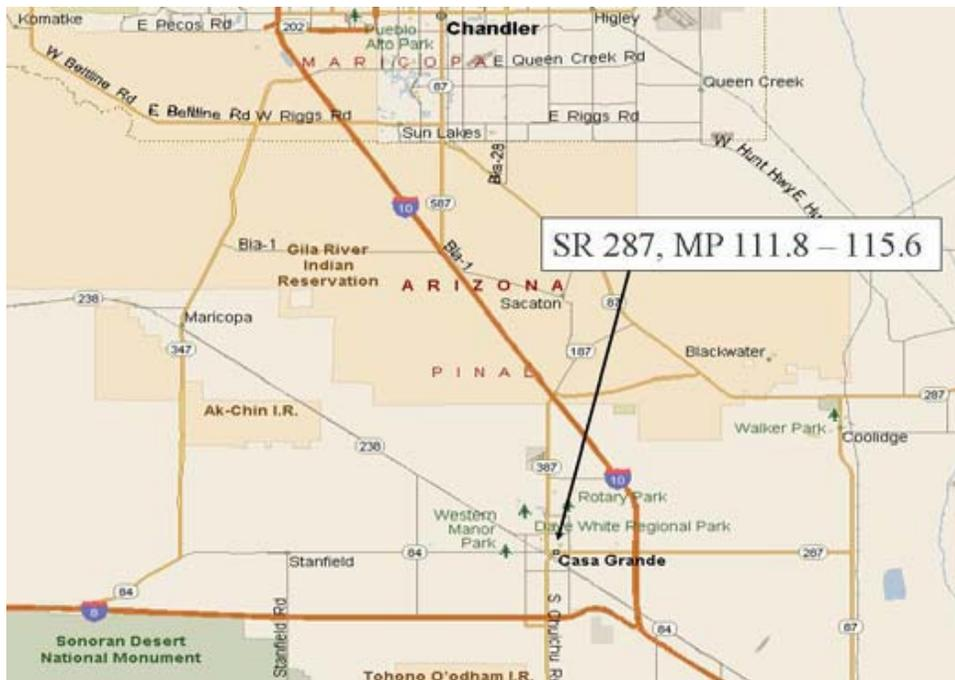 Komatke
E Pecos Rd
202
Pueblo
Alto Park
Chandler
Higley
MARICOPA
E Queen Creek Rd
Queen Creek
W Beltline Rd
87
E Beltline Rd
W Riggs Rd
E Riggs Rd
Sun Lakes
Bia-28
W Hunt Hwy
E Hu
587
10
SR 287, MP 111.8 – 115.6
Bia-1
Bia-1
Gila River
Indian
Reservation
ARIZONA
Sacaton
87
238
Maricopa
347
187
Blackwater
PINAL
287
Ak-Chin I.R.
Walker Park
Coolidge
238
387
10
Rotary Park
Western
Manor
Park
Dave White Regional Park
84
287
Stanfield
Casa Grande
84
8
Stanfield Rd
S Chuichu R
84
87
Sonoran Desert
National Monument
Tohono O'odham I.R.